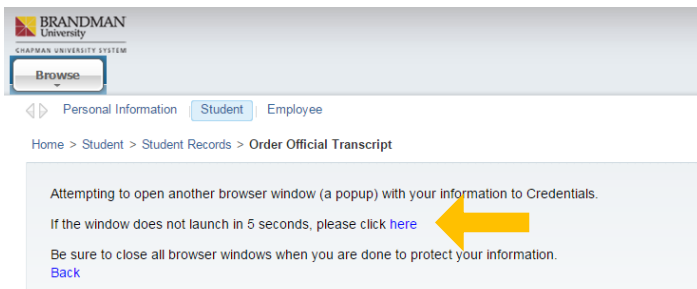 BRANDMAN
University
CHAPMAN UNIVERSITY SYSTEM
Browse
Personal Information Student Employee
Home > Student > Student Records > Order Official Transcript
Attempting to open another browser window (a popup) with your information to Credentials.
If the window does not launch in 5 seconds, please click here
Be sure to close all browser windows when you are done to protect your information.
Back